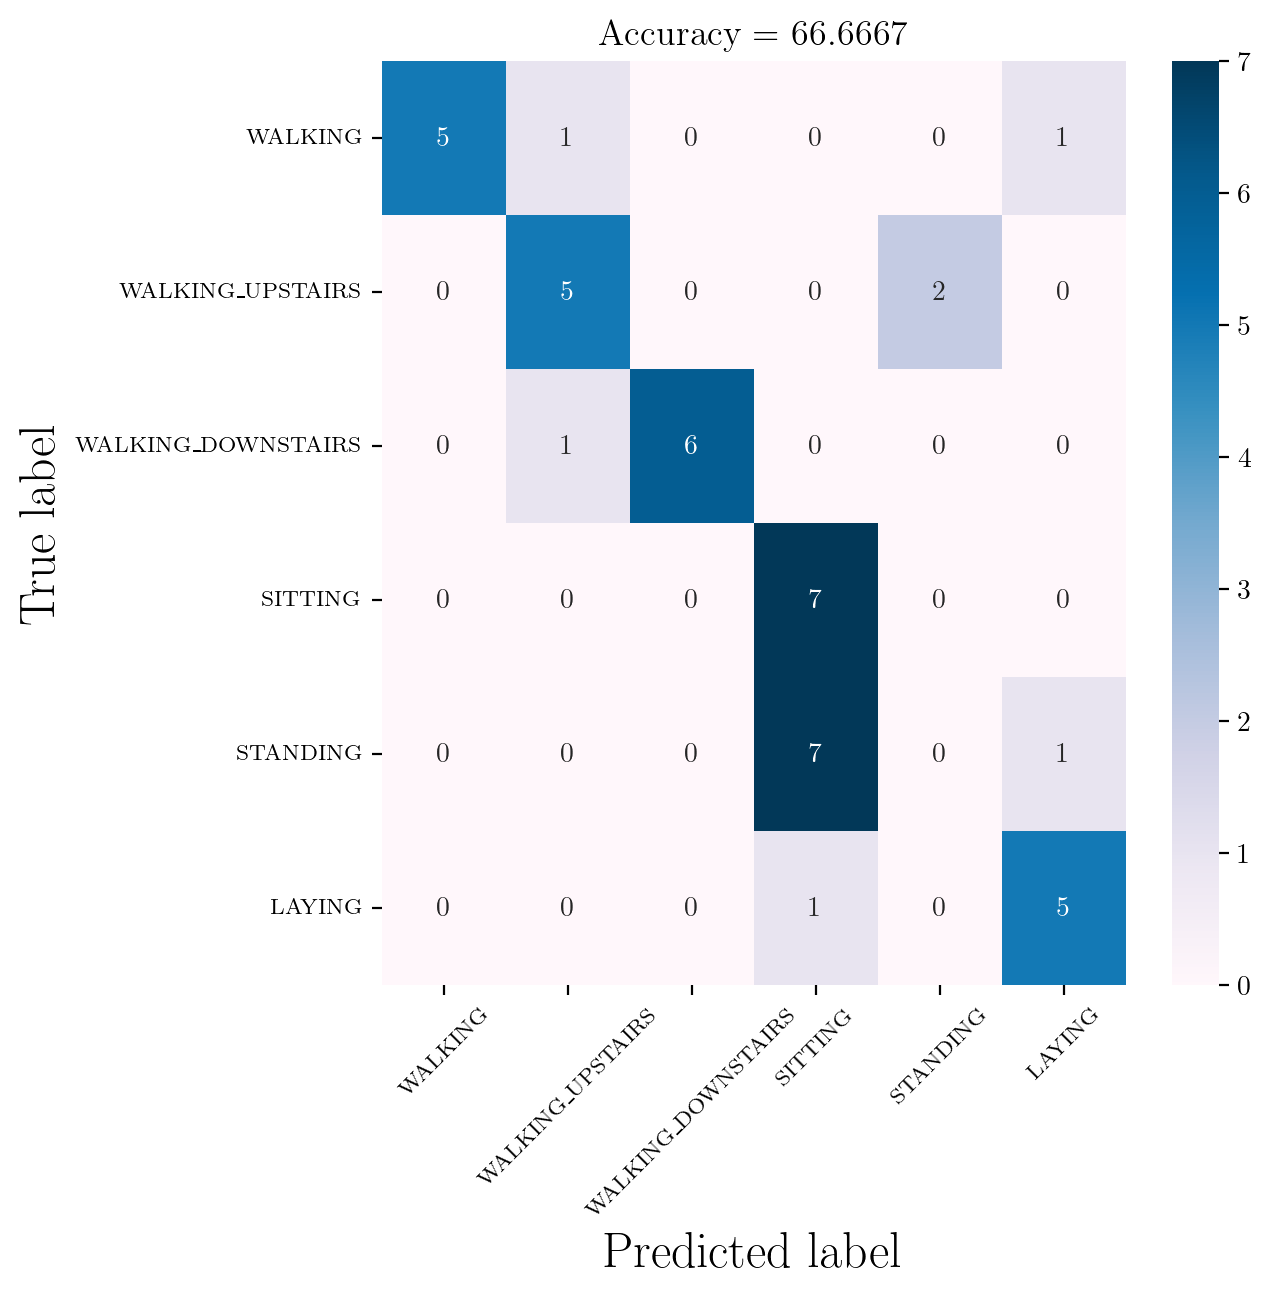 Accuracy = 66.6667
WALKING 5 1 0 0 0 1
WALKING_UPSTAIRS 0 5 0 0 2 0
WALKING_DOWNSTAIRS 0 1 6 0 0 0
SITTING 0 0 0 7 0 0
STANDING 0 0 0 7 0 1
LAYING 0 0 0 1 0 5
True label
WALKING
WALKING_UPSTAIRS
WALKING_DOWNSTAIRS
SITTING
STANDING
LAYING
Predicted label
7
6
5
4
3
2
1
0